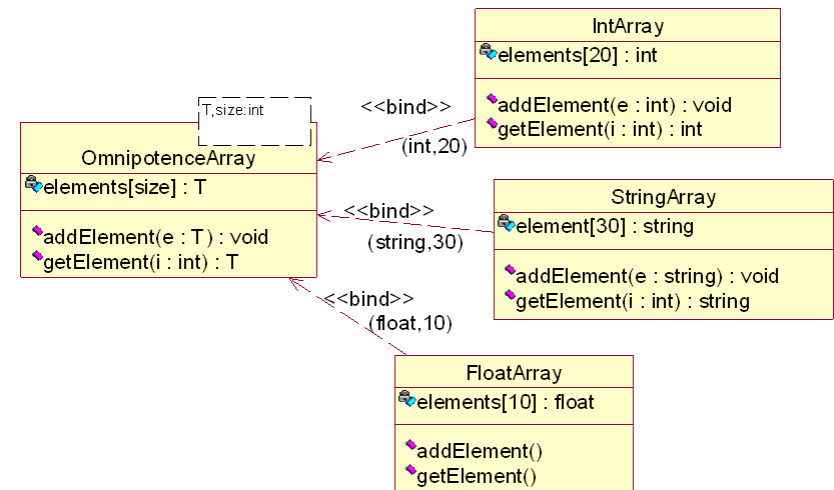 T,size:int
OmnipotenceArray
elements[size] : T
addElement(e : T) : void
getElement(i : int) : T
<<bind>>
(int,20)
IntArray
elements[20] : int
addElement(e : int) : void
getElement(i : int) : int
<<bind>>
(string,30)
StringArray
element[30] : string
addElement(e : string) : void
getElement(i : int) : string
<<bind>>
(float,10)
FloatArray
elements[10] : float
addElement()
getElement()